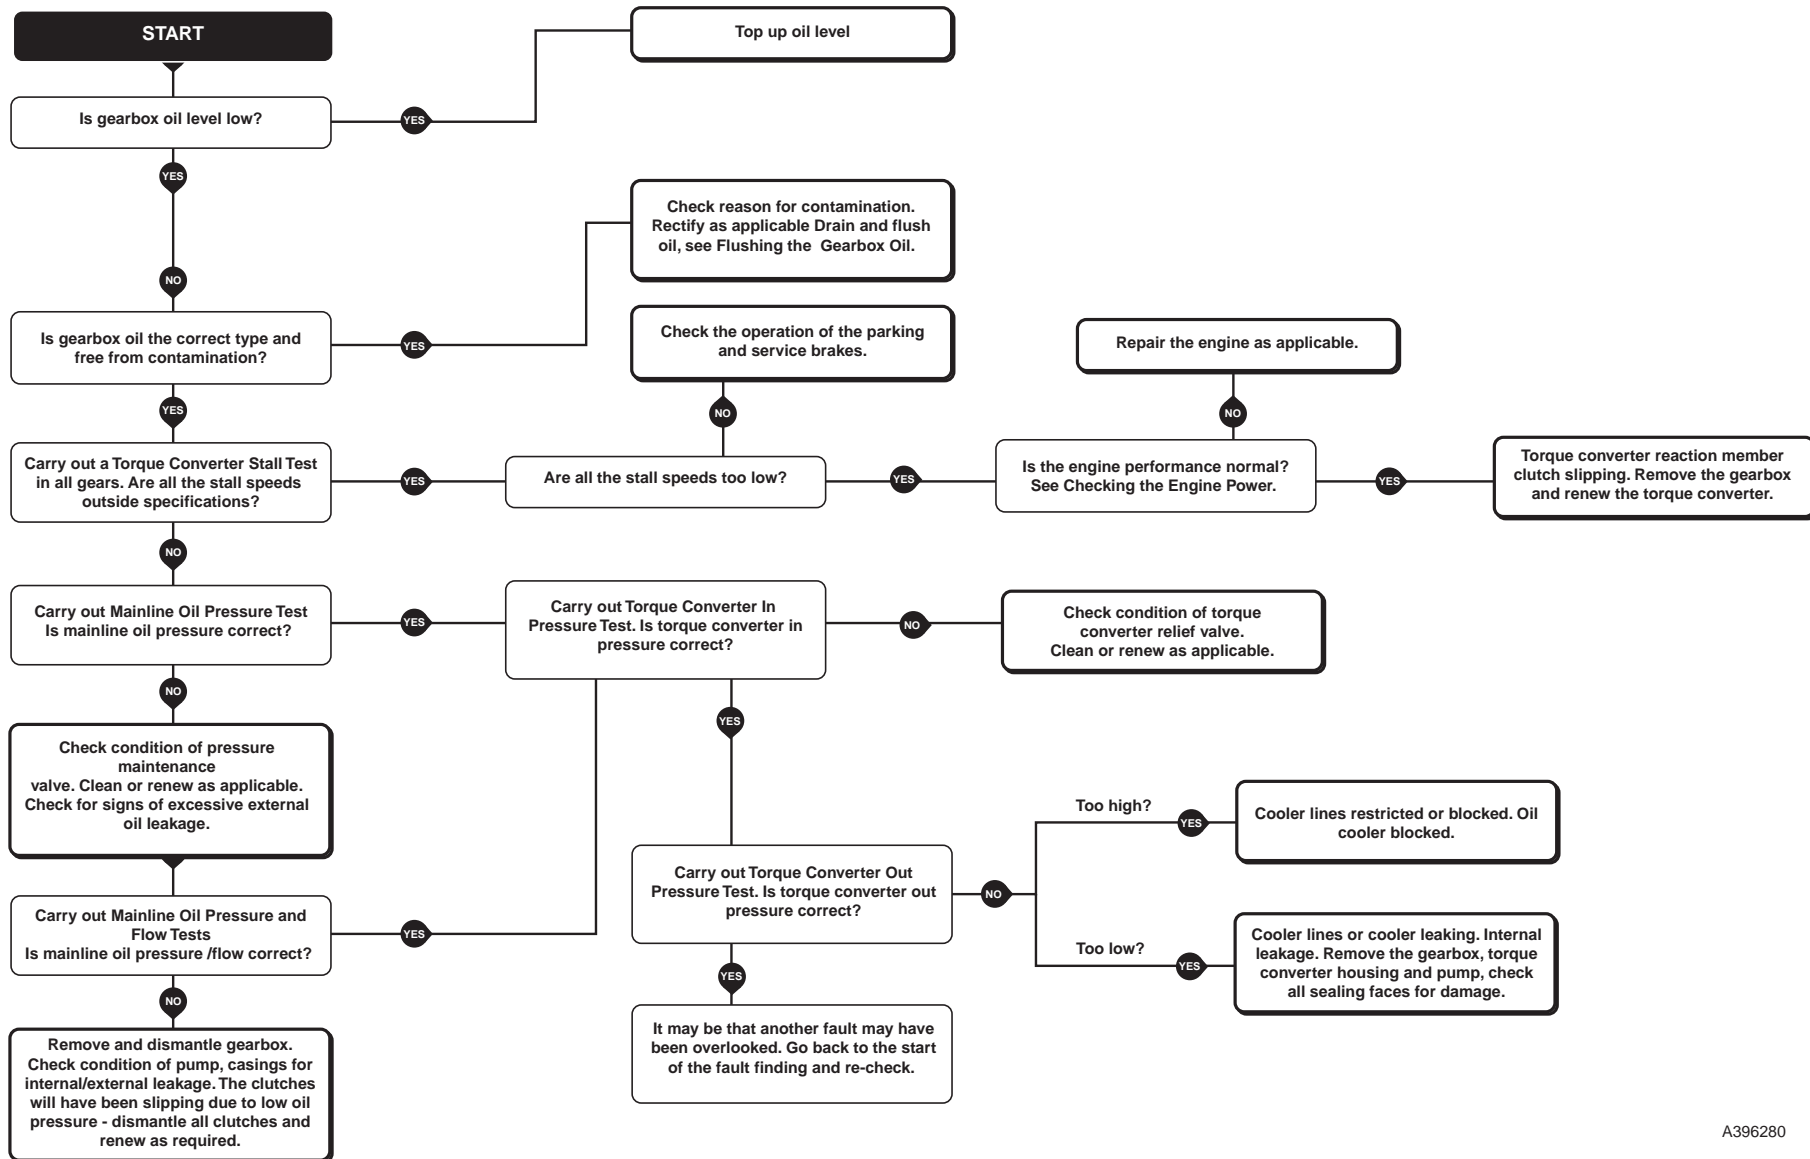 START
Top up oil level
Is gearbox oil level low?
YES
YES
Check reason for contamination.
Rectify as applicable Drain and flush
oil, see Flushing the Gearbox Oil.
NO
Is gearbox oil the correct type and
free from contamination?
YES
Check the operation of the parking
and service brakes.
Repair the engine as applicable.
YES
NO
NO
Carry out a Torque Converter Stall Test
in all gears. Are all the stall speeds
outside specifications?
YES
Are all the stall speeds too low?
YES
Is the engine performance normal?
See Checking the Engine Power.
YES
Torque converter reaction member
clutch slipping. Remove the gearbox
and renew the torque converter.
NO
Carry out Mainline Oil Pressure Test
Is mainline oil pressure correct?
YES
Carry out Torque Converter In
Pressure Test. Is torque converter in
pressure correct?
NO
Check condition of torque
converter relief valve.
Clean or renew as applicable.
NO
YES
Check condition of pressure
maintenance
valve. Clean or renew as applicable.
Check for signs of excessive external
oil leakage.
Too high?
YES
Cooler lines restricted or blocked. Oil
cooler blocked.
Carry out Torque Converter Out
Pressure Test. Is torque converter out
pressure correct?
NO
Carry out Mainline Oil Pressure and
Flow Tests
Is mainline oil pressure /flow correct?
YES
Too low?
YES
Cooler lines or cooler leaking. Internal
leakage. Remove the gearbox, torque
converter housing and pump, check
all sealing faces for damage.
YES
NO
It may be that another fault may have
been overlooked. Go back to the start
of the fault finding and re-check.
Remove and dismantle gearbox.
Check condition of pump, casings for
internal/external leakage. The clutches
will have been slipping due to low oil
pressure - dismantle all clutches and
renew as required.
A396280